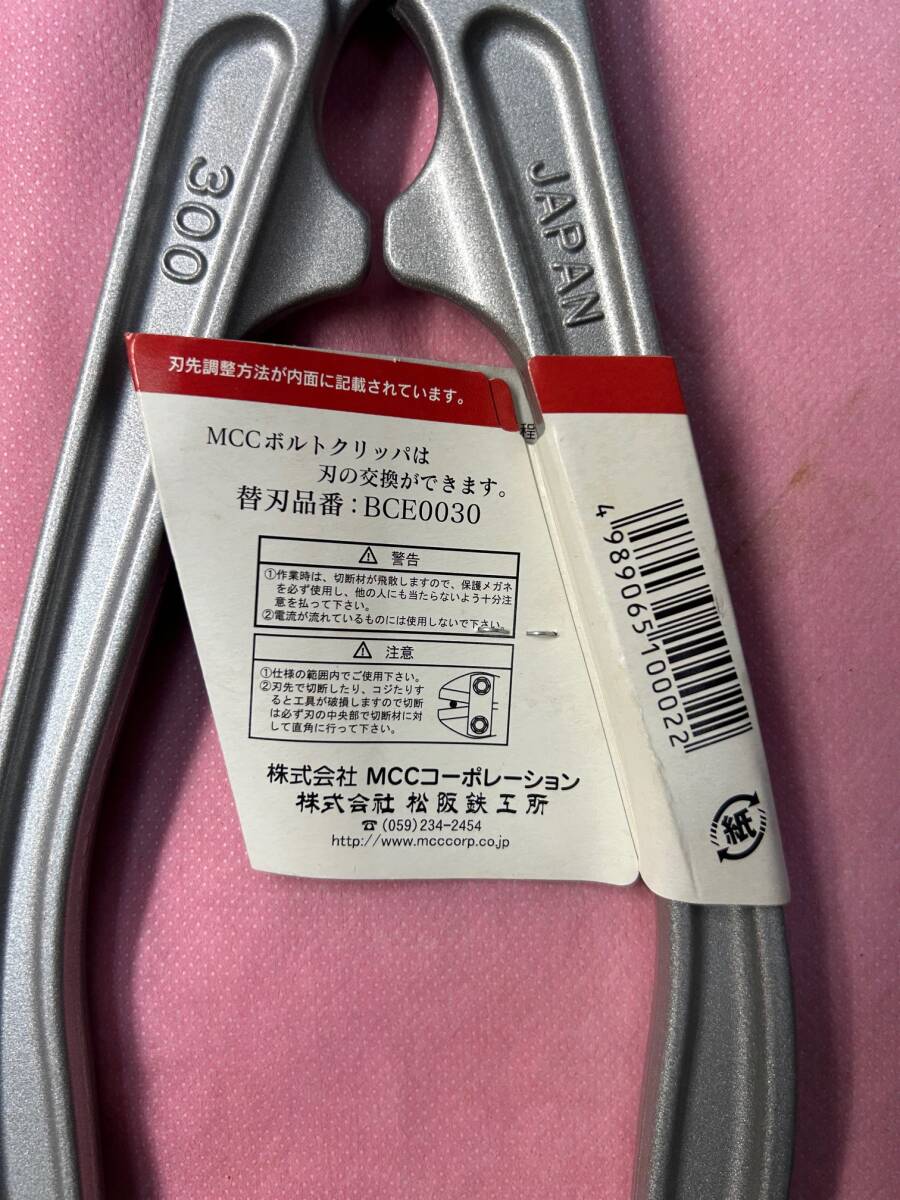 300
JAPAN
刃先調整方法が内面に記載されています。
程
MCCボルトクリッパは
刃の交換ができます。
替刃品番：BCE0030
⚠ 警告
①作業時は、切断材が飛散しますので、保護メガネ
を必ず使用し、他の人にも当たらないよう十分注
意を払って下さい。
②電流が流れているものには使用しないで下さい。
⚠ 注意
①仕様の範囲内でご使用下さい。
②刃先で切断したり、コジたりす
ると工具が破損しますので切断
は必ず刃の中央部で切断材に対
して直角に行って下さい。
株式会社 MCCコーポレーション
株式会社 松阪鉄工所
☎(059)234-2454
http://www.mcccorp.co.jp
4 989065 100022
紙